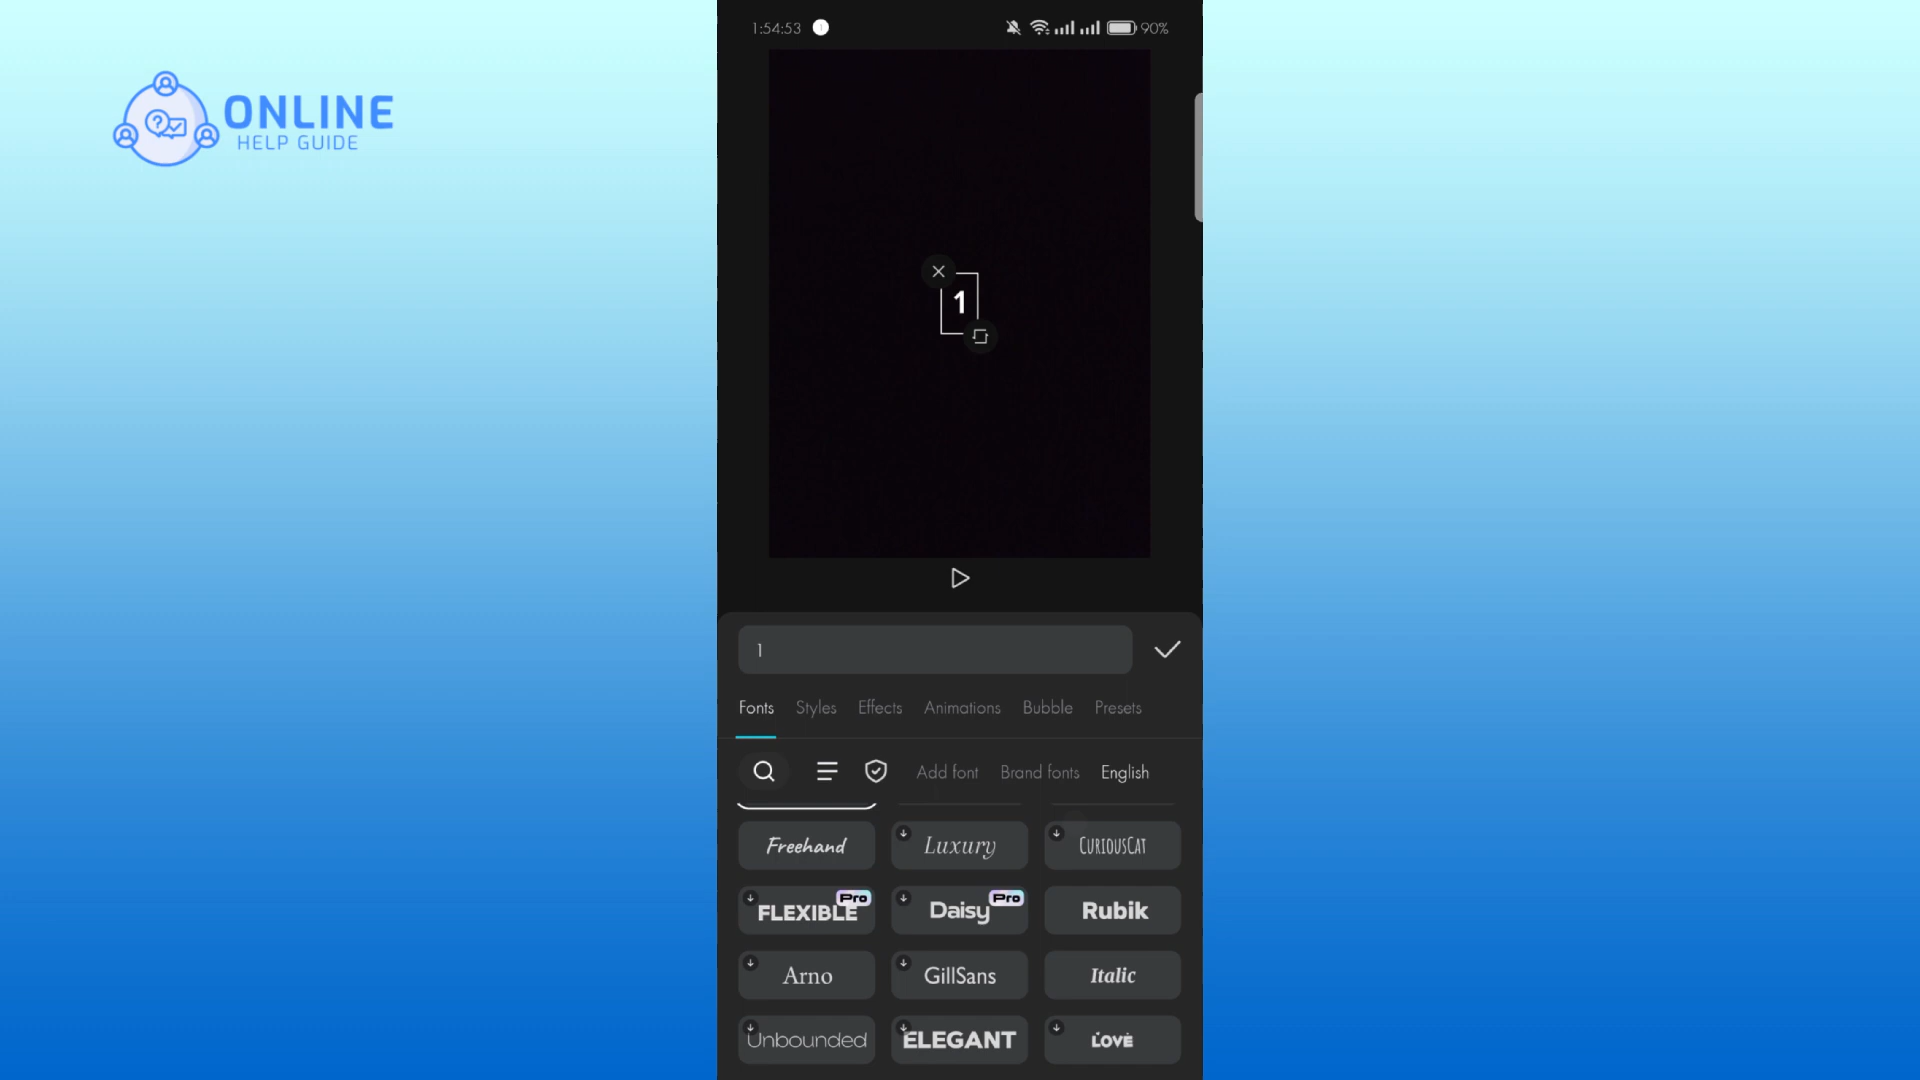 1:54:53
90%
ONLINE
HELP GUIDE
1
1
Fonts Styles Effects Animations Bubble Presets
Add font Brand fonts English
Freehand Luxury CURIOUSCAT
FLEXIBLE Pro Daisy Pro Rubik
Arno GillSans Italic
Unbounded ELEGANT LOVE